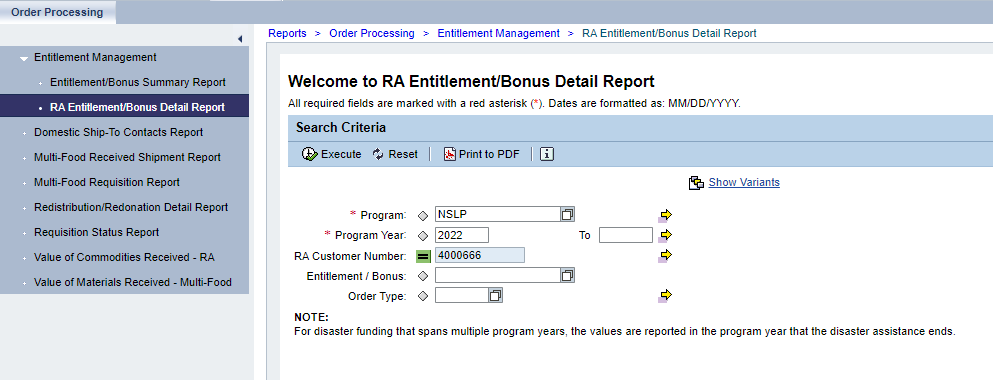 Order Processing
Reports > Order Processing > Entitlement Management > RA Entitlement/Bonus Detail Report
Entitlement Management
Entitlement/Bonus Summary Report
RA Entitlement/Bonus Detail Report
Domestic Ship-To Contacts Report
Multi-Food Received Shipment Report
Multi-Food Requisition Report
Redistribution/Redonation Detail Report
Requisition Status Report
Value of Commodities Received - RA
Value of Materials Received - Multi-Food
Welcome to RA Entitlement/Bonus Detail Report
All required fields are marked with a red asterisk (*). Dates are formatted as: MM/DD/YYYY.
Search Criteria
Execute Reset Print to PDF
Show Variants
* Program: NSLP
* Program Year: 2022 To
RA Customer Number: 4000666
Entitlement / Bonus:
Order Type:
NOTE:
For disaster funding that spans multiple program years, the values are reported in the program year that the disaster assistance ends.